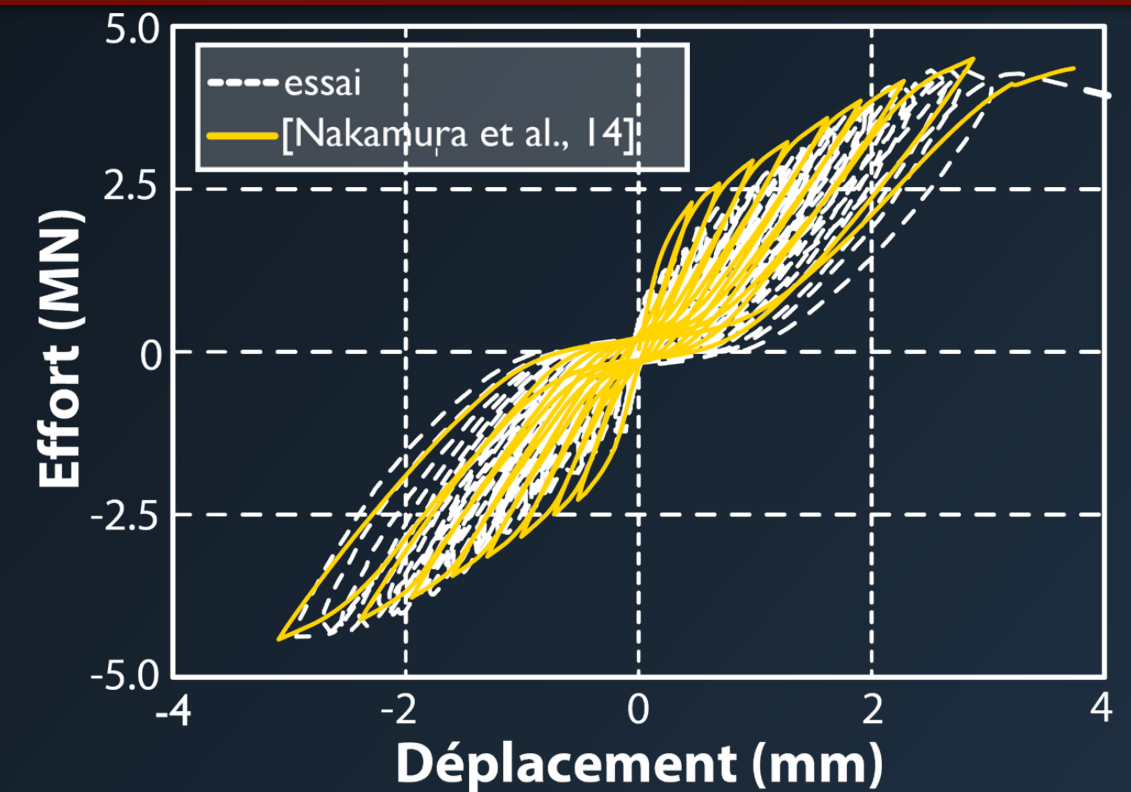 5.0
essai
[Nakamura et al., 14]
2.5
Effort (MN)
0
-2.5
-5.0
-4
-2
0
2
4
Déplacement (mm)